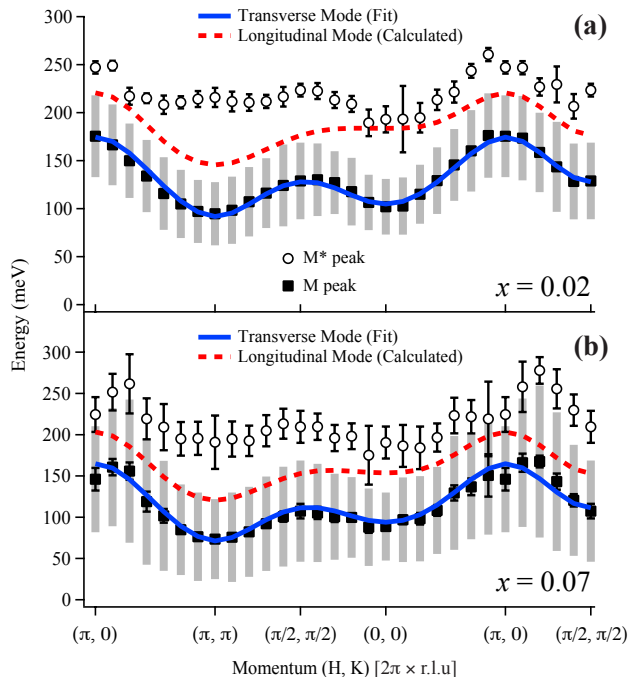 (a)
Transverse Mode (Fit)
Longitudinal Mode (Calculated)
300
250
200
150
100
50
0
M* peak
M peak
x = 0.02
Energy (meV)
(b)
Transverse Mode (Fit)
Longitudinal Mode (Calculated)
300
250
200
150
100
50
0
x = 0.07
(π, 0) (π, π) (π/2, π/2) (0, 0) (π, 0) (π/2, π/2)
Momentum (H, K) [2π × r.l.u]